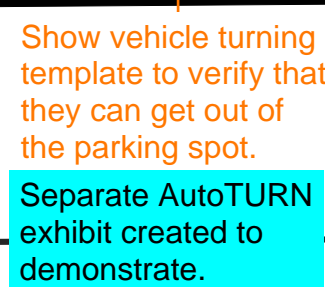 Show vehicle turning
template to verify that
they can get out of
the parking spot.
Separate AutoTURN
exhibit created to
demonstrate.